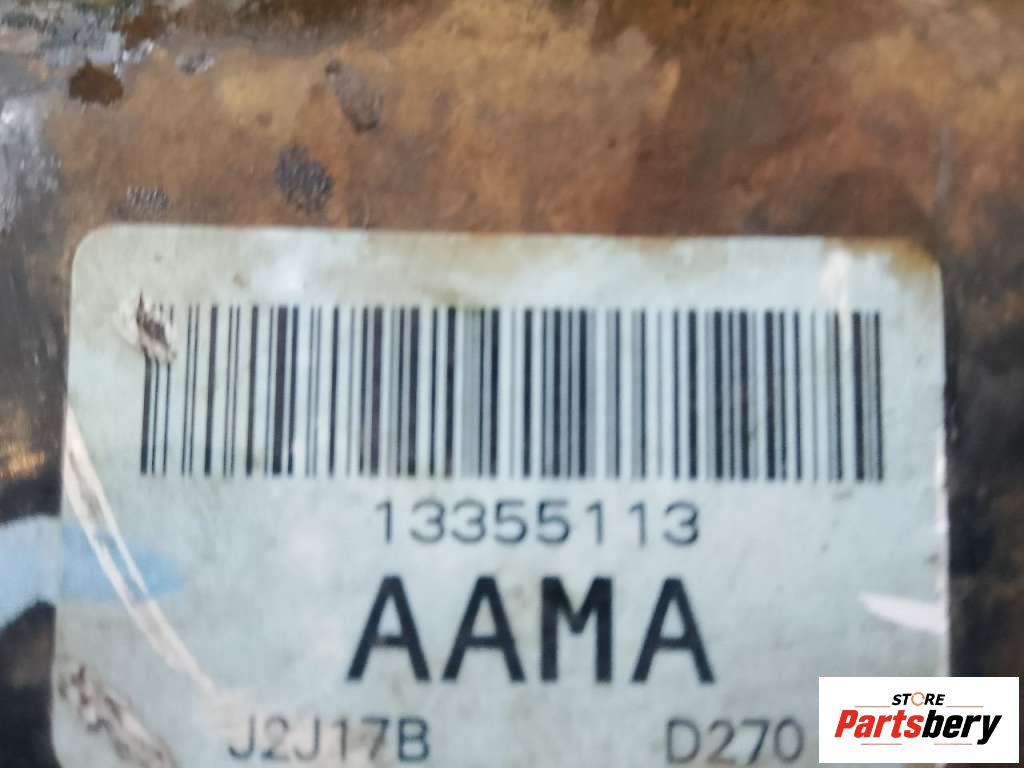 13355113
AAMA
J2J17B D270
STORE
Partsbery